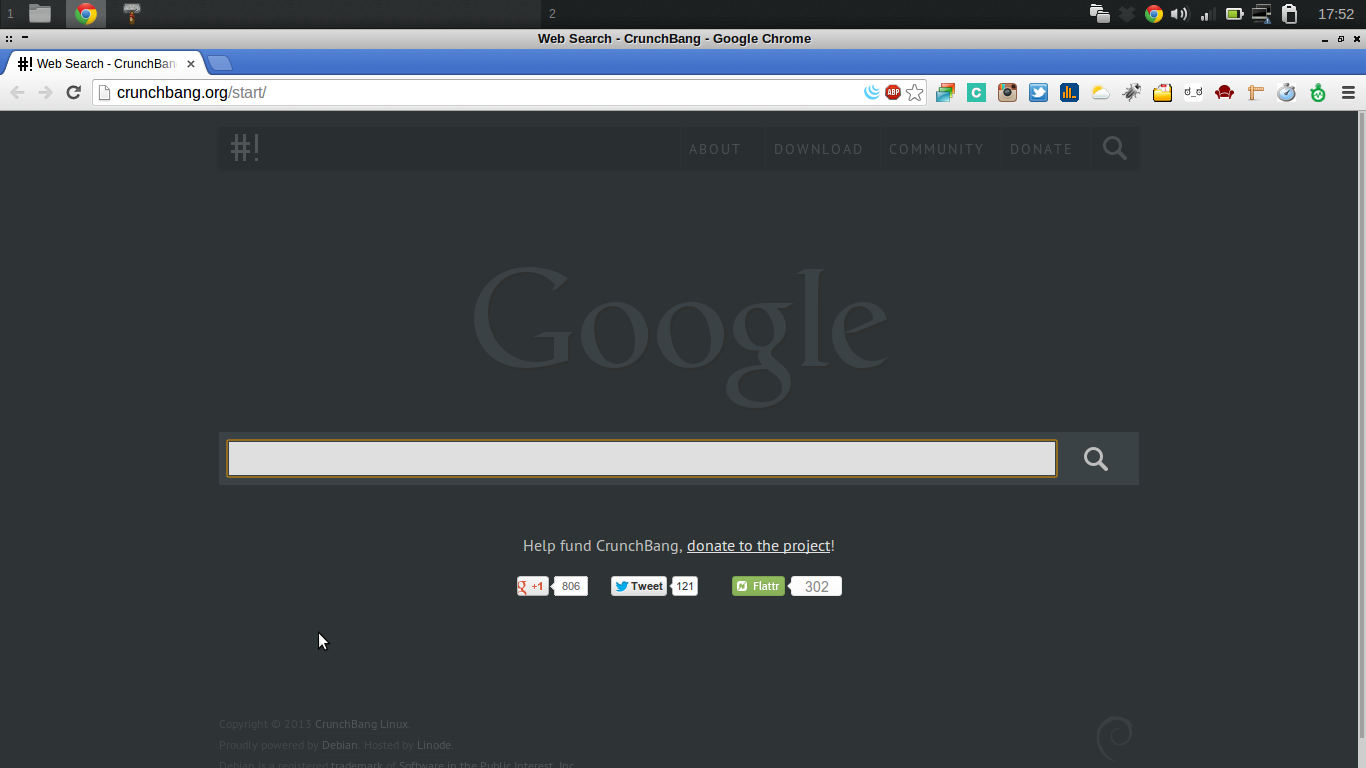 1
2
17:52
Web Search - CrunchBang - Google Chrome
#! Web Search - CrunchBan
crunchbang.org/start/
ABP
C
#!
ABOUT
DOWNLOAD
COMMUNITY
DONATE
Google
Help fund CrunchBang, donate to the project!
+1 806
Tweet 121
Flattr 302
Copyright © 2013 CrunchBang Linux.
Proudly powered by Debian. Hosted by Linode.
Debian is a registered trademark of Software in the Public Interest, Inc.